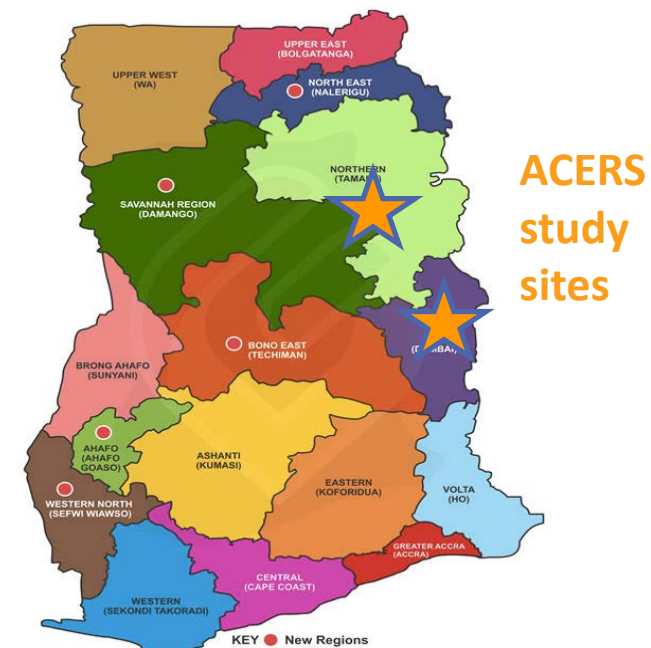 UPPER EAST
(BOLGATANGA)
UPPER WEST
(WA)
NORTH EAST
(NALERIGU)
NORTHERN
ACERS
study
sites
SAVANNAH REGION
(DAMANGO)
BONO EAST
(TECHIMAN)
BRONG AHAFO
(SUNYANI)
AHAFO
(AHAFO
GOASO)
ASHANTI
(KUMASI)
EASTERN
(KOFORIDUA)
VOLTA
(HO)
WESTERN NORTH
(SEFWI WIAWSO)
GREATER ACCRA
(ACCRA)
CENTRAL
(CAPE COAST)
WESTERN
(SEKONDI TAKORADI)
KEY New Regions